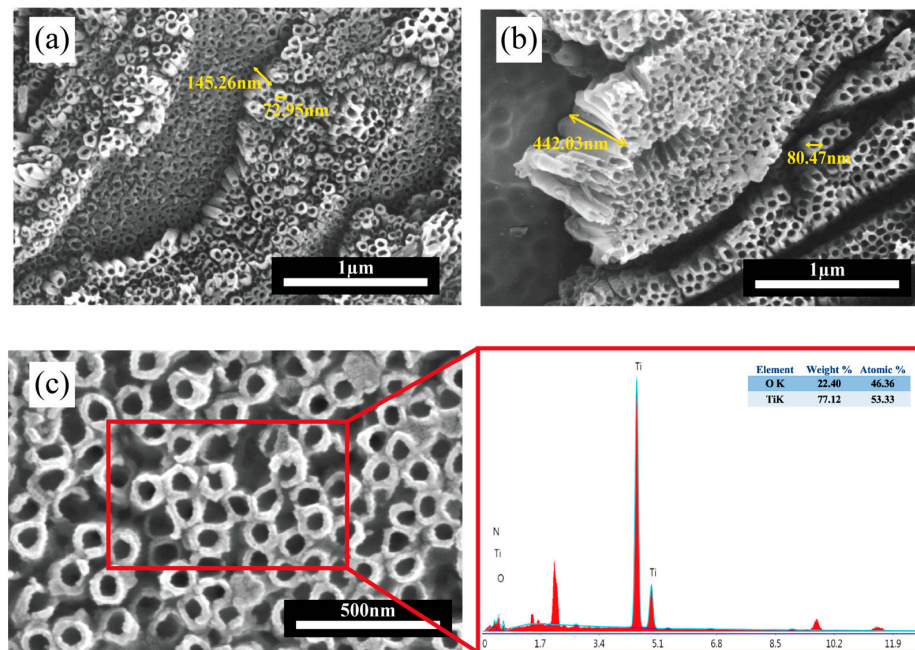 (a)
145.26nm
72.95nm
1μm
(b)
442.03nm
80.47nm
1μm
(c)
500nm
Ti
Element Weight % Atomic %
O K 22.40 46.36
TiK 77.12 53.33
N
Ti
O
Ti
0 1.7 3.4 5.1 6.8 8.5 10.2 11.9